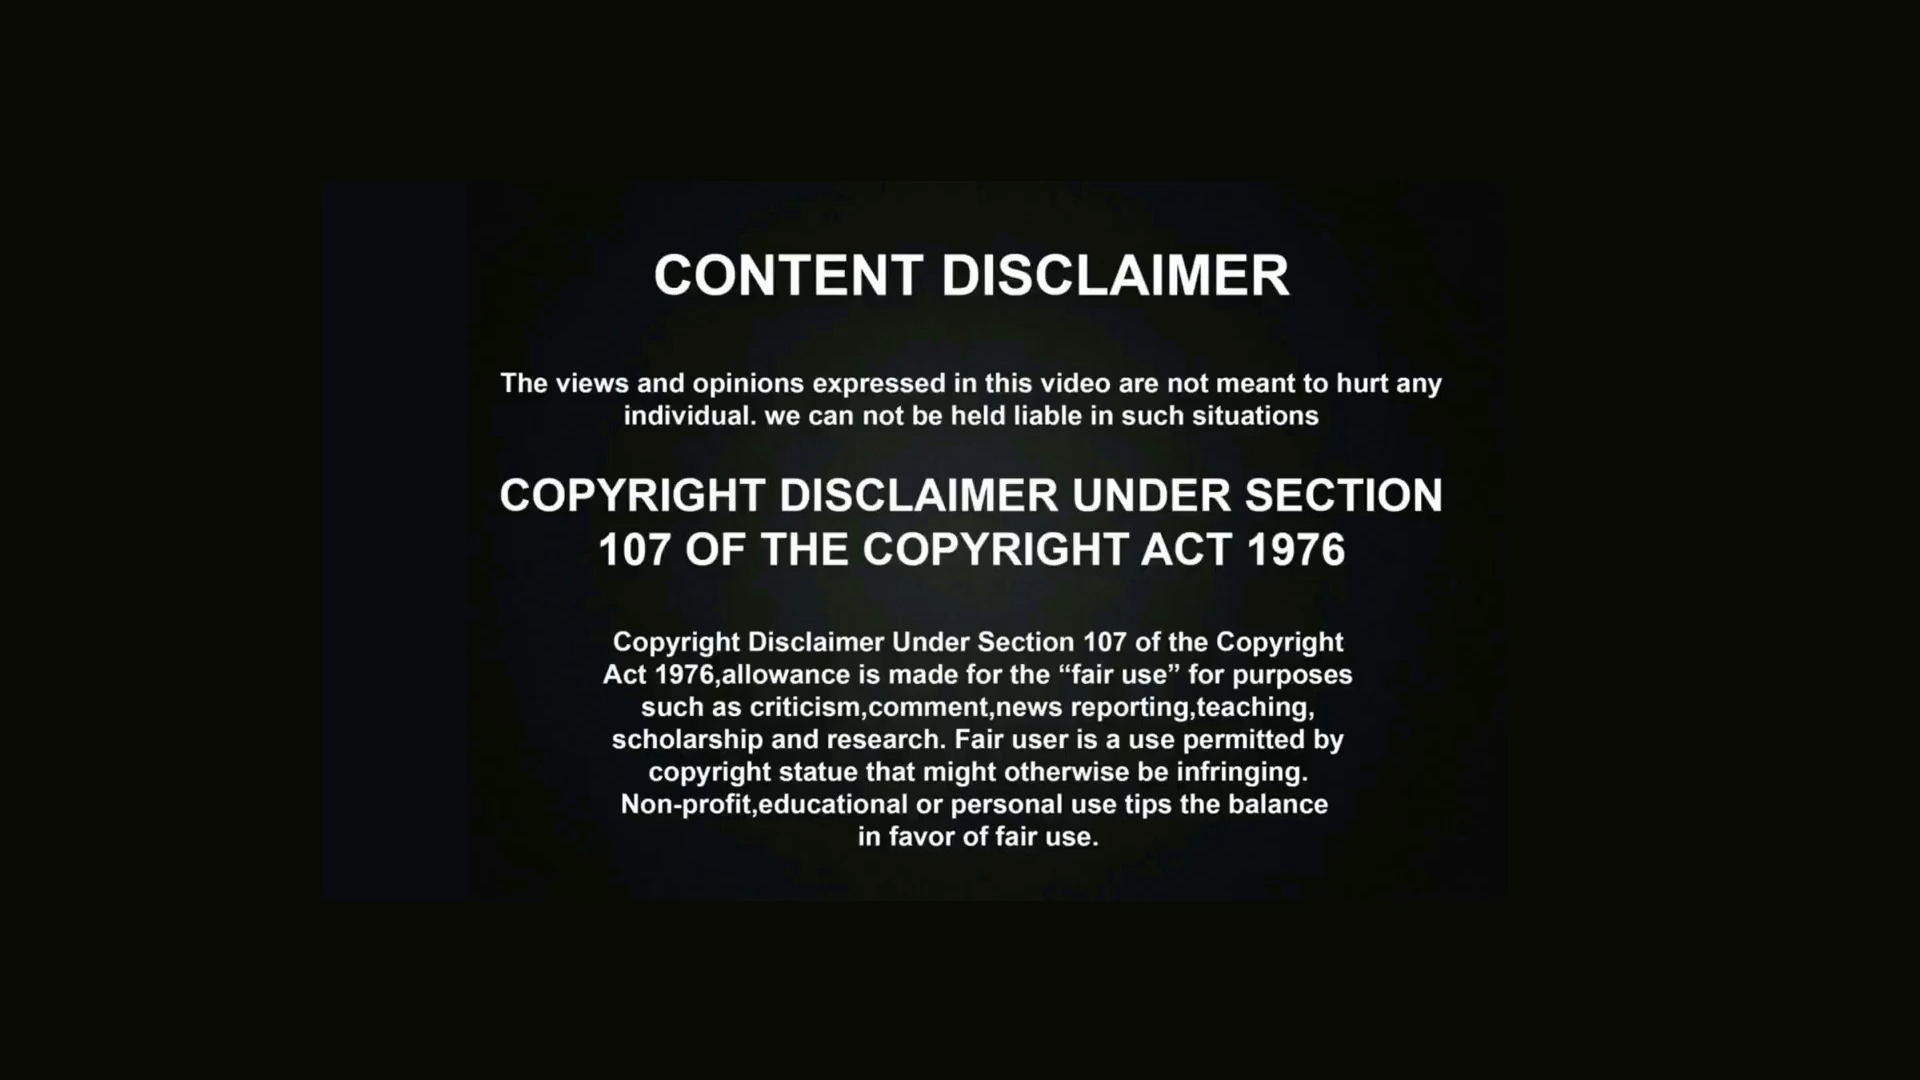 CONTENT DISCLAIMER
The views and opinions expressed in this video are not meant to hurt any
individual. we can not be held liable in such situations
COPYRIGHT DISCLAIMER UNDER SECTION
107 OF THE COPYRIGHT ACT 1976
Copyright Disclaimer Under Section 107 of the Copyright
Act 1976,allowance is made for the “fair use” for purposes
such as criticism,comment,news reporting,teaching,
scholarship and research. Fair user is a use permitted by
copyright statue that might otherwise be infringing.
Non-profit,educational or personal use tips the balance
in favor of fair use.